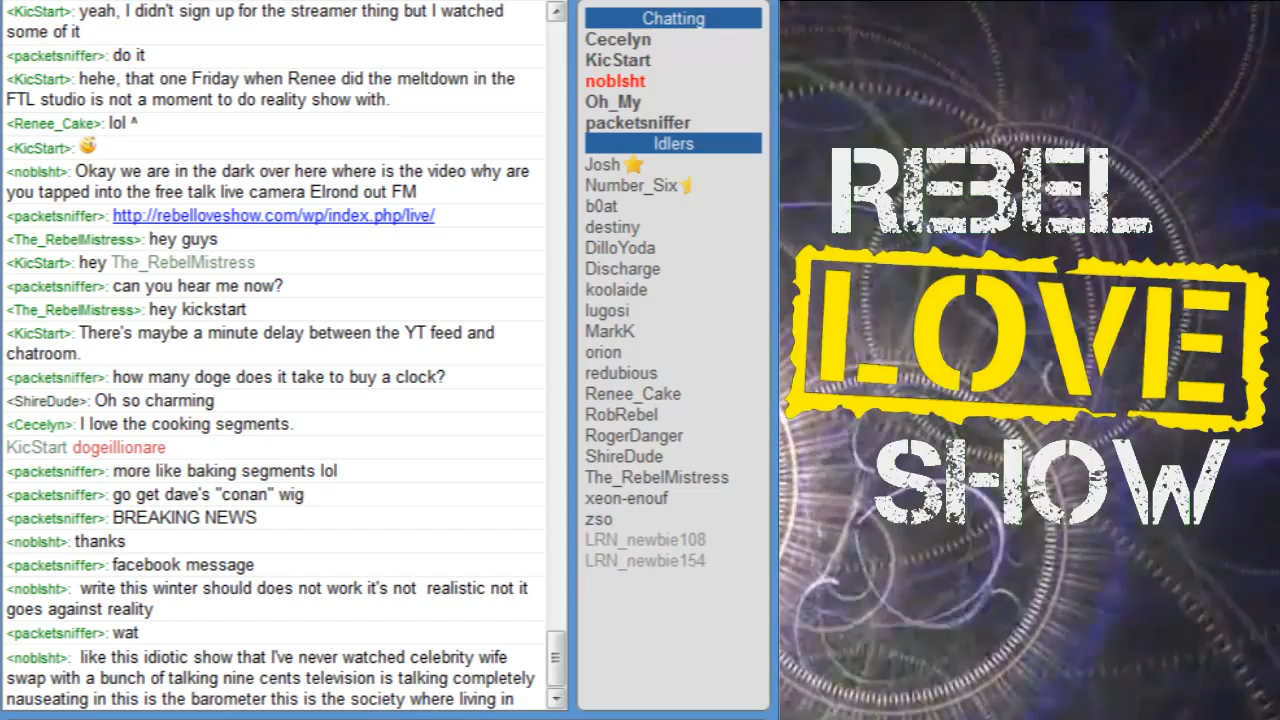 <KicStart>: yeah, I didn't sign up for the streamer thing but I watched
some of it
<packetsniffer>: do it
<KicStart>: hehe, that one Friday when Renee did the meltdown in the
FTL studio is not a moment to do reality show with.
<Renee_Cake>: lol ^
<KicStart>:
<noblsht>: Okay we are in the dark over here where is the video why are
you tapped into the free talk live camera Elrond out FM
<packetsniffer>: http://rebelloveshow.com/wp/index.php/live/
<The_RebelMistress>: hey guys
<KicStart>: hey The_RebelMistress
<packetsniffer>: can you hear me now?
<The_RebelMistress>: hey kickstart
<KicStart>: There's maybe a minute delay between the YT feed and
chatroom.
<packetsniffer>: how many doge does it take to buy a clock?
<ShireDude>: Oh so charming
<Cecelyn>: I love the cooking segments.
KicStart dogeillionare
<packetsniffer>: more like baking segments lol
<packetsniffer>: go get dave's "conan" wig
<packetsniffer>: BREAKING NEWS
<noblsht>: thanks
<packetsniffer>: facebook message
<noblsht>: write this winter should does not work it's not realistic not it
goes against reality
<packetsniffer>: wat
<noblsht>: like this idiotic show that I've never watched celebrity wife
swap with a bunch of talking nine cents television is talking completely
nauseating in this is the barometer this is the society where living in
Chatting
Cecelyn
KicStart
noblsht
Oh_My
packetsniffer
Idlers
Josh
Number_Six
b0at
destiny
DilloYoda
Discharge
koolaide
lugosi
MarkK
orion
redubious
Renee_Cake
RobRebel
RogerDanger
ShireDude
The_RebelMistress
xeon-enouf
zso
LRN_newbie108
LRN_newbie154
REBEL
LOVE
SHOW